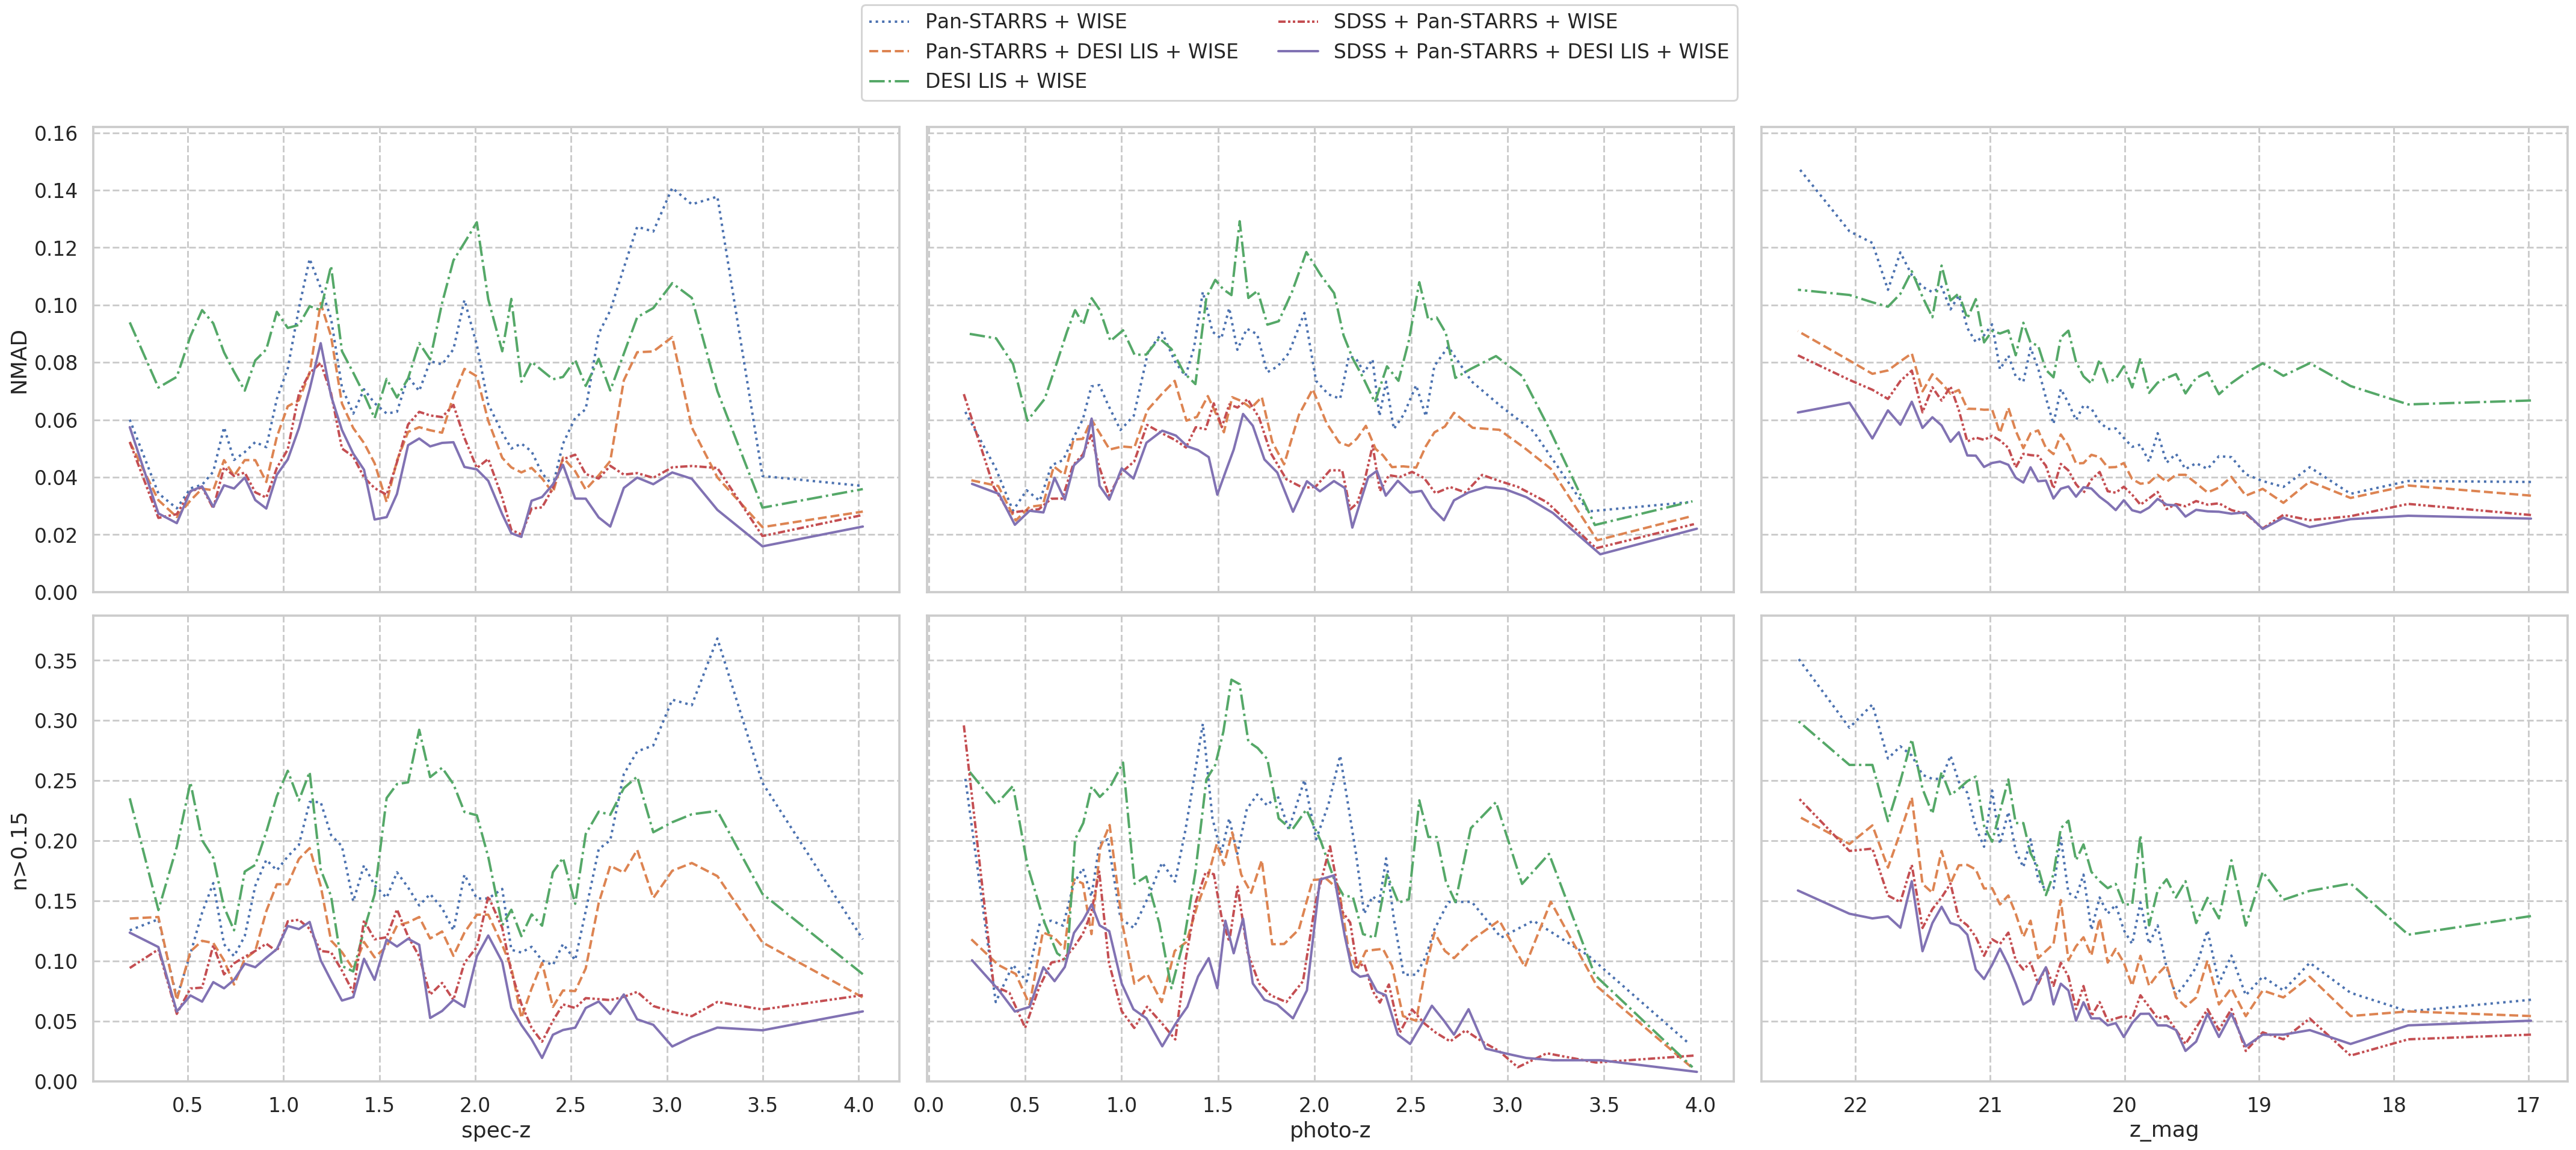 Pan-STARRS + WISE
Pan-STARRS + DESI LIS + WISE
DESI LIS + WISE
SDSS + Pan-STARRS + WISE
SDSS + Pan-STARRS + DESI LIS + WISE
0.16
0.14
0.12
0.10
0.08
0.06
0.04
0.02
0.00
NMAD
0.35
0.30
0.25
0.20
0.15
0.10
0.05
0.00
n>0.15
0.5 1.0 1.5 2.0 2.5 3.0 3.5 4.0
spec-z
0.0 0.5 1.0 1.5 2.0 2.5 3.0 3.5 4.0
photo-z
22 21 20 19 18 17
z_mag